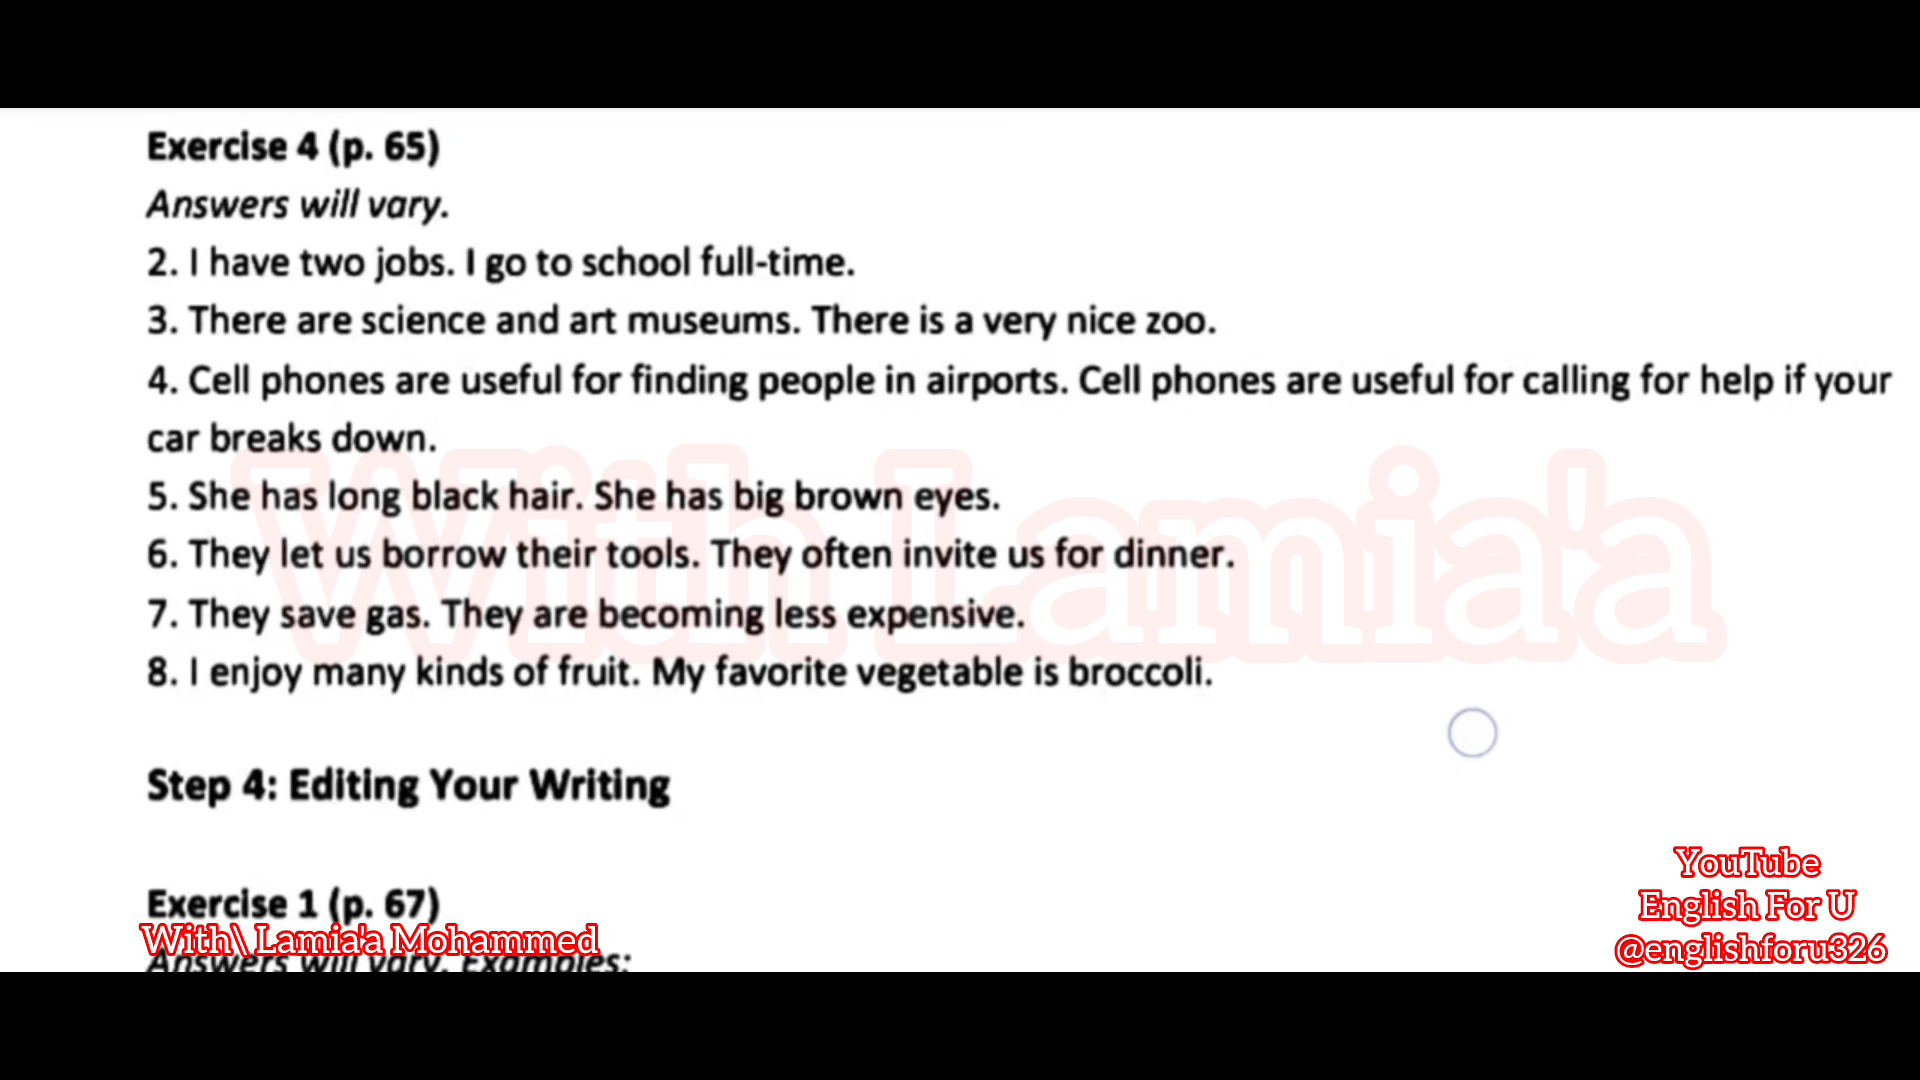 Exercise 4 (p. 65)
Answers will vary.
2. I have two jobs. I go to school full-time.
3. There are science and art museums. There is a very nice zoo.
4. Cell phones are useful for finding people in airports. Cell phones are useful for calling for help if your
car breaks down.
5. She has long black hair. She has big brown eyes.
6. They let us borrow their tools. They often invite us for dinner.
7. They save gas. They are becoming less expensive.
8. I enjoy many kinds of fruit. My favorite vegetable is broccoli.
With Lamia'a
Step 4: Editing Your Writing
Exercise 1 (p. 67)
With\ Lamia'a Mohammed
Answers will vary. Examples:
YouTube
English For U
@englishforu326